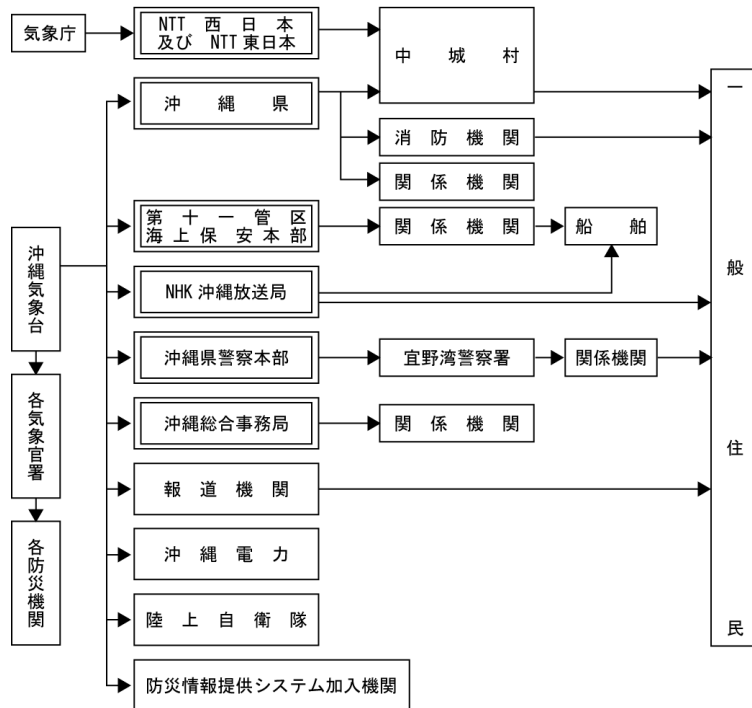 気象庁
NTT 西日本
及び NTT 東日本
中城村
沖縄県
消防機関
関係機関
第十一管区
海上保安本部
関係機関
船舶
NHK 沖縄放送局
沖縄県警察本部
宜野湾警察署
関係機関
沖縄総合事務局
関係機関
報道機関
沖縄電力
陸上自衛隊
防災情報提供システム加入機関
沖縄気象台
各気象官署
各防災機関
一般住民